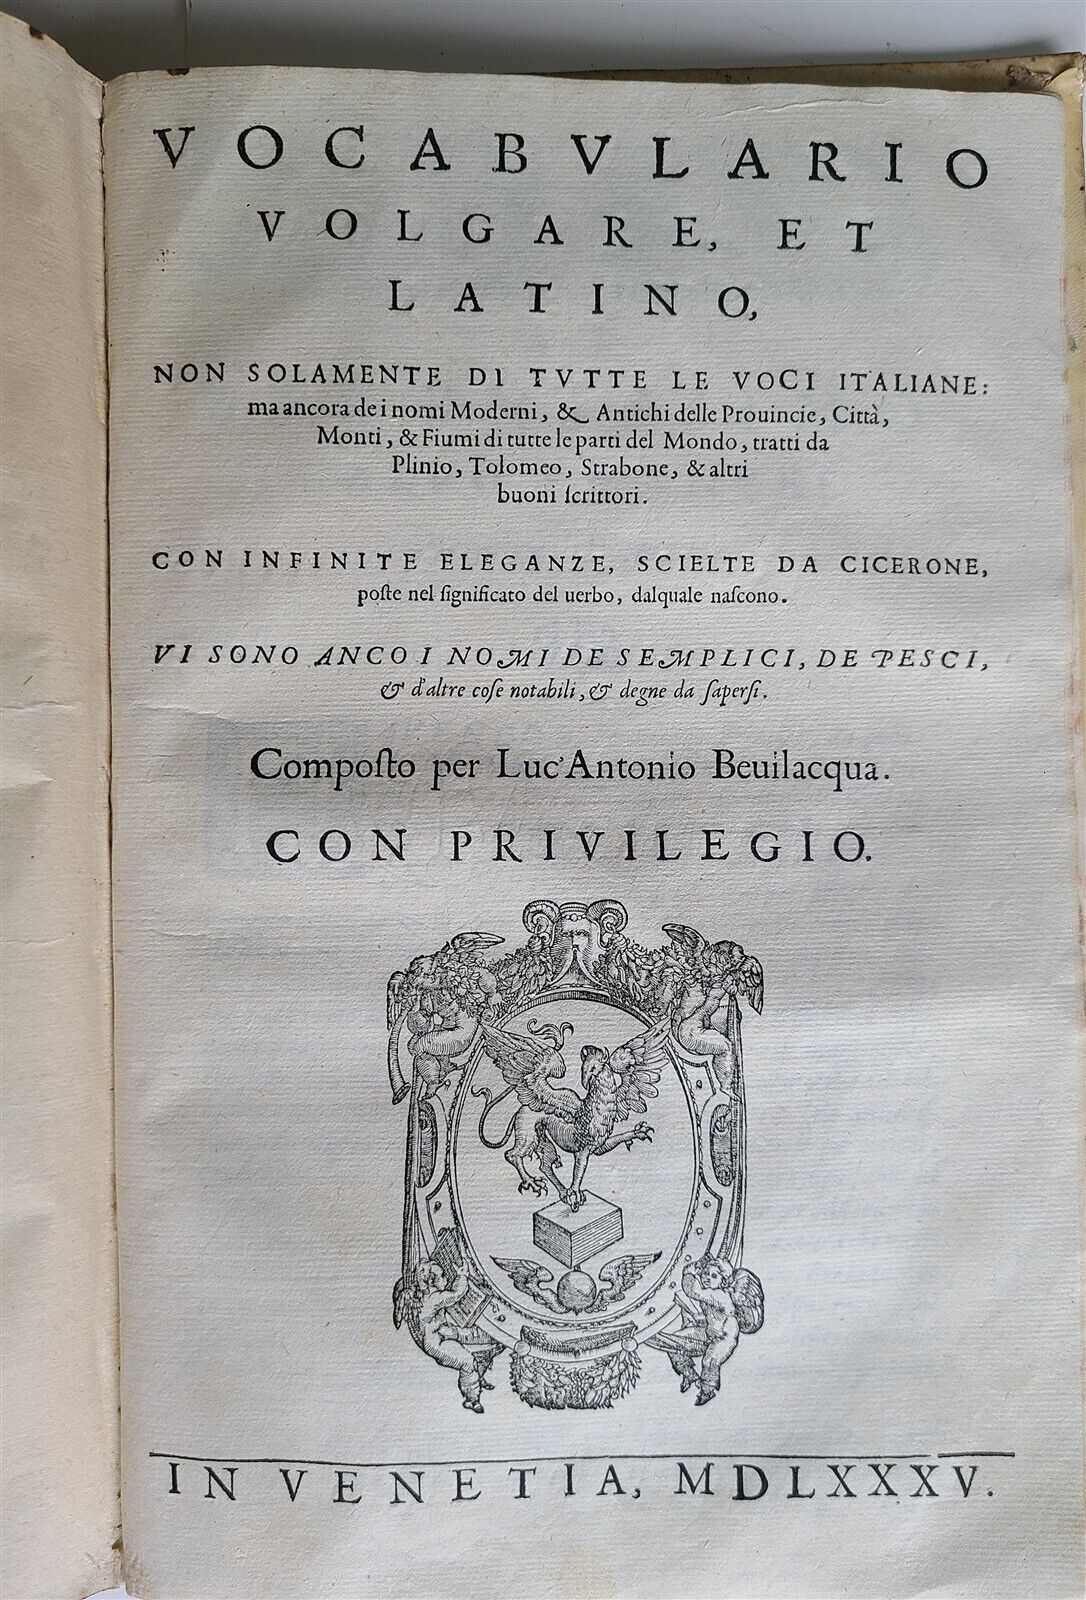 VOCABVLARIO
VOLGARE, ET
LATINO,
NON SOLAMENTE DI TVTTE LE VOCI ITALIANE:
ma ancora de i nomi Moderni, & Antichi delle Prouincie, Città,
Monti, & Fiumi di tutte le parti del Mondo, tratti da
Plinio, Tolomeo, Strabone, & altri
buoni ſcrittori.
CON INFINITE ELEGANZE, SCIELTE DA CICERONE,
poſte nel ſignificato del uerbo, dalquale naſcono.
VI SONO ANCO I NOMI DE SEMPLICI, DE PESCI,
& d'altre coſe notabili, & degne da ſaperſi.
Compoſto per Luc'Antonio Beuilacqua.
CON PRIVILEGIO.
IN VENETIA, MDLXXXV.